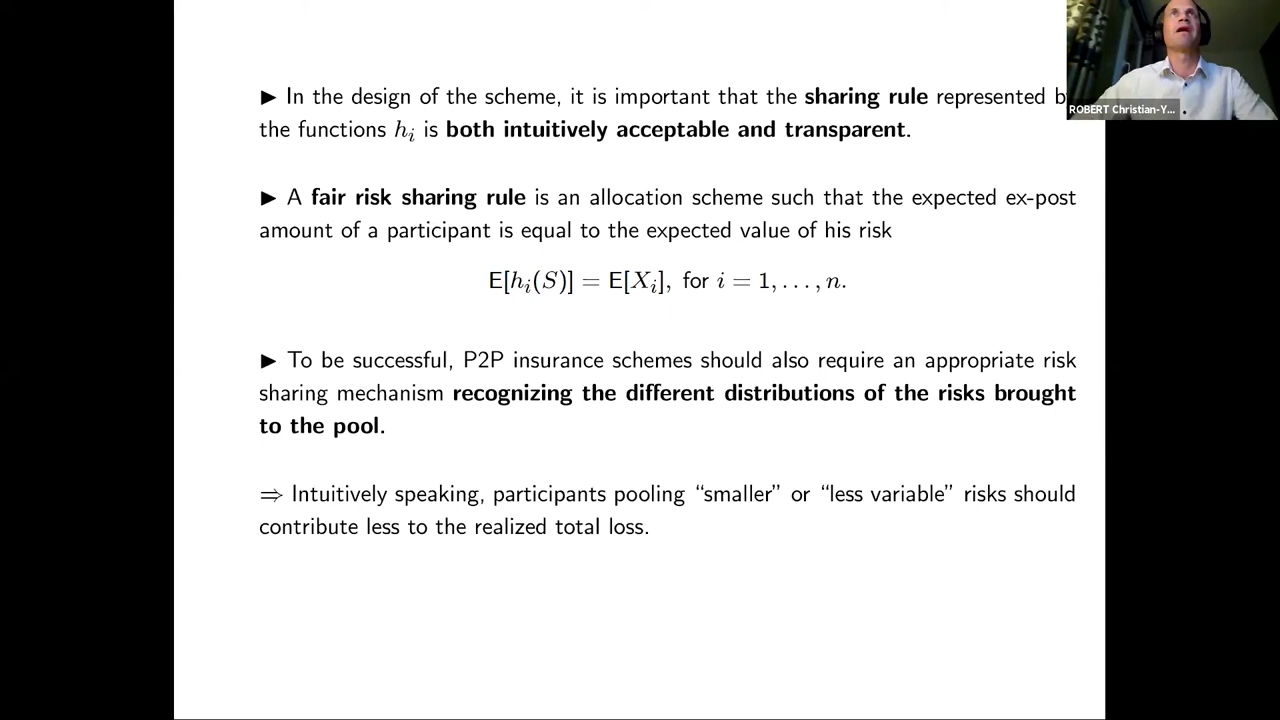 ▶ In the design of the scheme, it is important that the sharing rule represented
the functions h_i is both intuitively acceptable and transparent.
▶ A fair risk sharing rule is an allocation scheme such that the expected ex-post
amount of a participant is equal to the expected value of his risk
E[h_i(S)] = E[X_i], for i = 1, . . . , n.
▶ To be successful, P2P insurance schemes should also require an appropriate risk
sharing mechanism recognizing the different distributions of the risks brought
to the pool.
⇒ Intuitively speaking, participants pooling “smaller” or “less variable” risks should
contribute less to the realized total loss.
ROBERT Christian-Y...